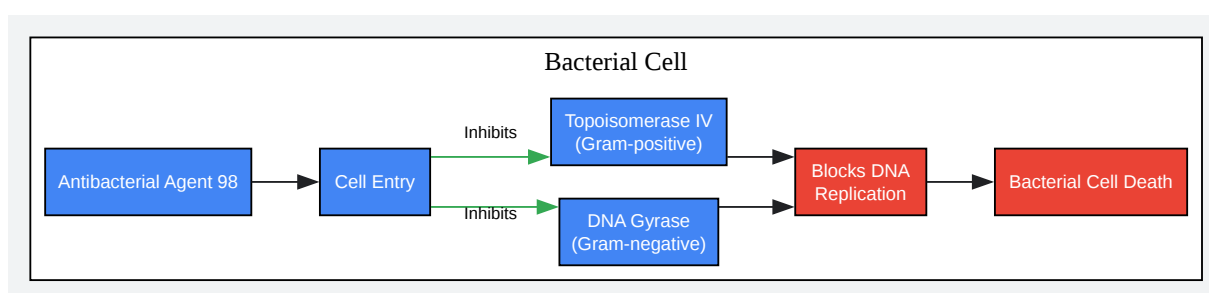 Bacterial Cell
Antibacterial Agent 98
Cell Entry
Inhibits
Inhibits
Topoisomerase IV
(Gram-positive)
DNA Gyrase
(Gram-negative)
Blocks DNA
Replication
Bacterial Cell Death